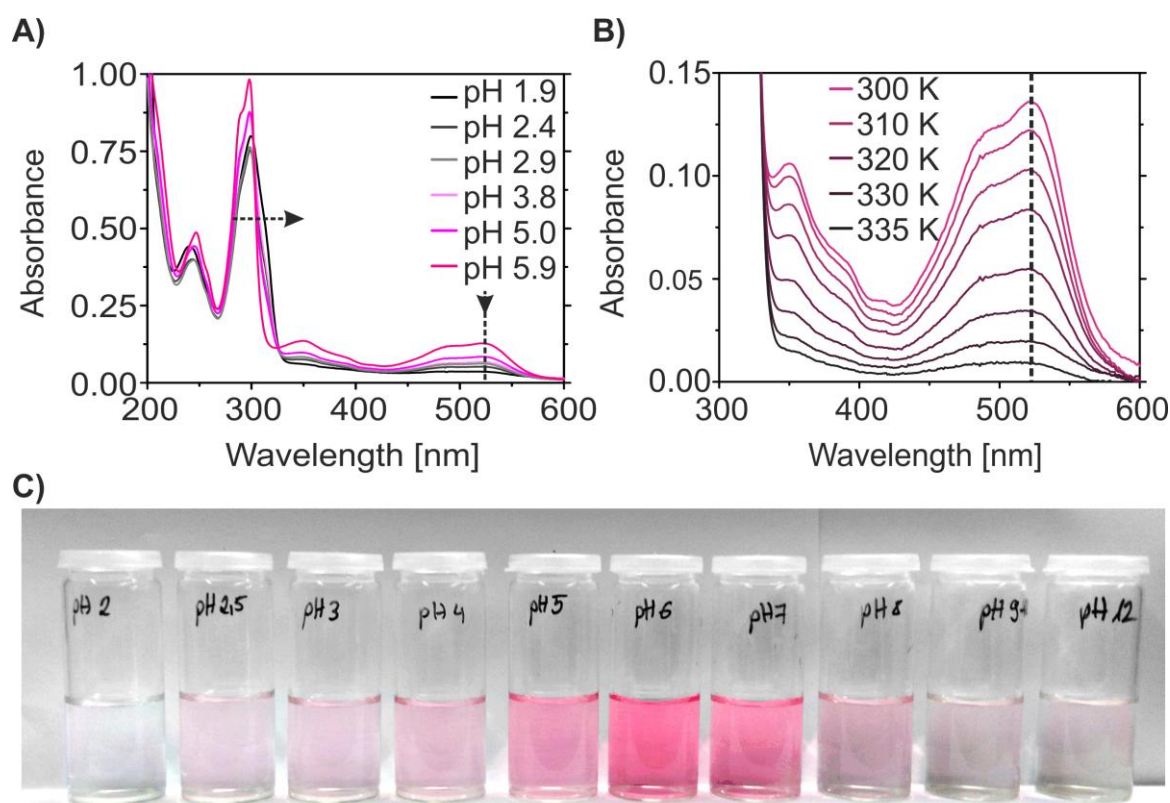 A)
1.00
0.75
0.50
0.25
0.00
Absorbance
200 300 400 500 600
Wavelength [nm]
pH 1.9
pH 2.4
pH 2.9
pH 3.8
pH 5.0
pH 5.9
B)
0.15
0.10
0.05
0.00
Absorbance
300 400 500 600
Wavelength [nm]
300 K
310 K
320 K
330 K
335 K
C)
pH 2 pH 2,5 pH 3 pH 4 pH 5 pH 6 pH 7 pH 8 pH 9 pH 12